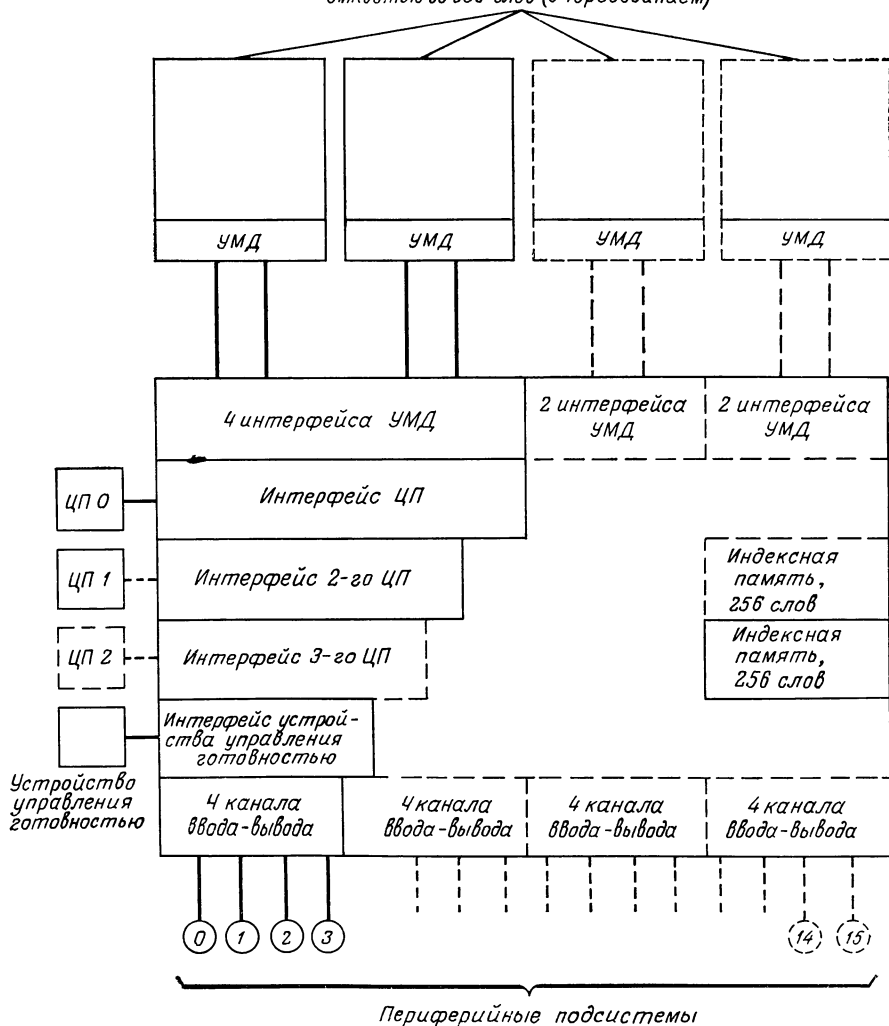 УМД
УМД
УМД
УМД
4 интерфейса УМД
2 интерфейса
УМД
2 интерфейса
УМД
ЦП 0
Интерфейс ЦП
ЦП 1
Интерфейс 2-го ЦП
Индексная
память,
256 слов
ЦП 2
Интерфейс 3-го ЦП
Индексная
память,
256 слов
Интерфейс устрой-
ства управления
готовностью
Устройство
управления
готовностью
4 канала
ввода-вывода
4 канала
ввода-вывода
4 канала
ввода-вывода
4 канала
ввода-вывода
0
1
2
3
14
15
Периферийные подсистемы